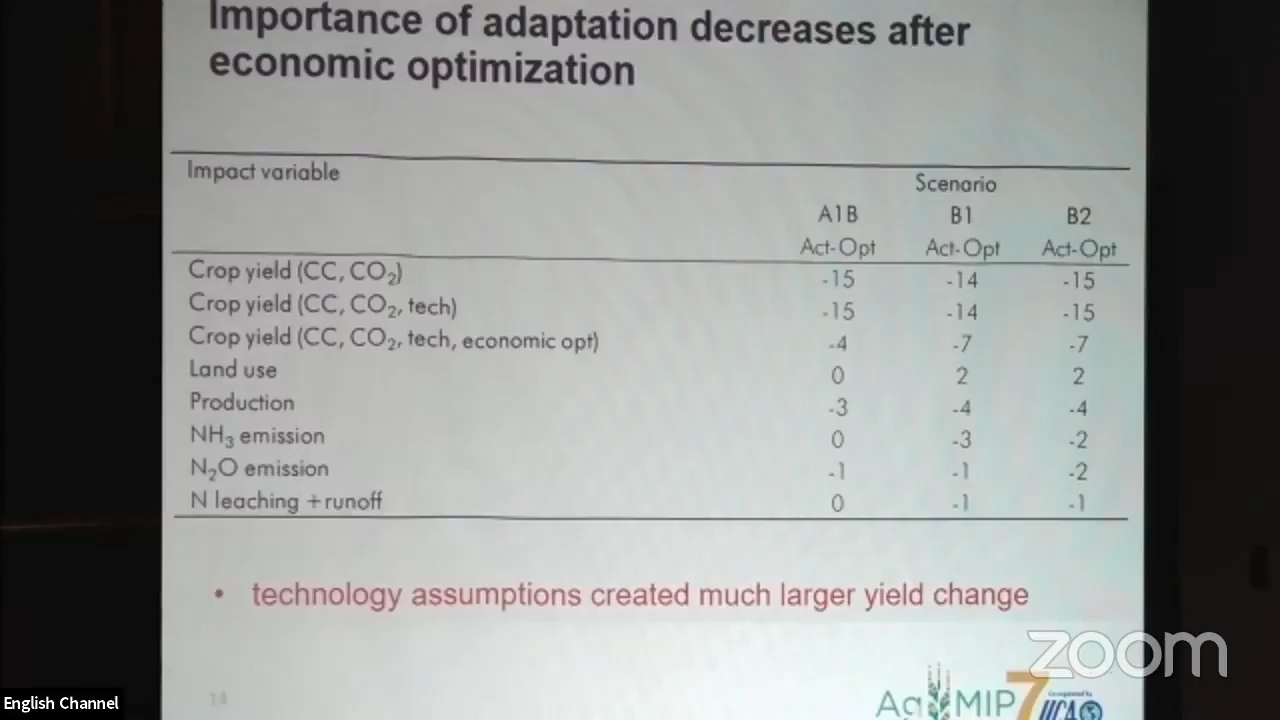 Importance of adaptation decreases after
economic optimization
Impact variable
Scenario
A1B B1 B2
Act-Opt Act-Opt Act-Opt
Crop yield (CC, CO₂) -15 -14 -15
Crop yield (CC, CO₂, tech) -15 -14 -15
Crop yield (CC, CO₂, tech, economic opt) -4 -7 -7
Land use 0 2 2
Production -3 -4 -4
NH₃ emission 0 -3 -2
N₂O emission -1 -1 -2
N leaching +runoff 0 -1 -1
• technology assumptions created much larger yield change
zoom
14
AgMIP7
IICA
English Channel